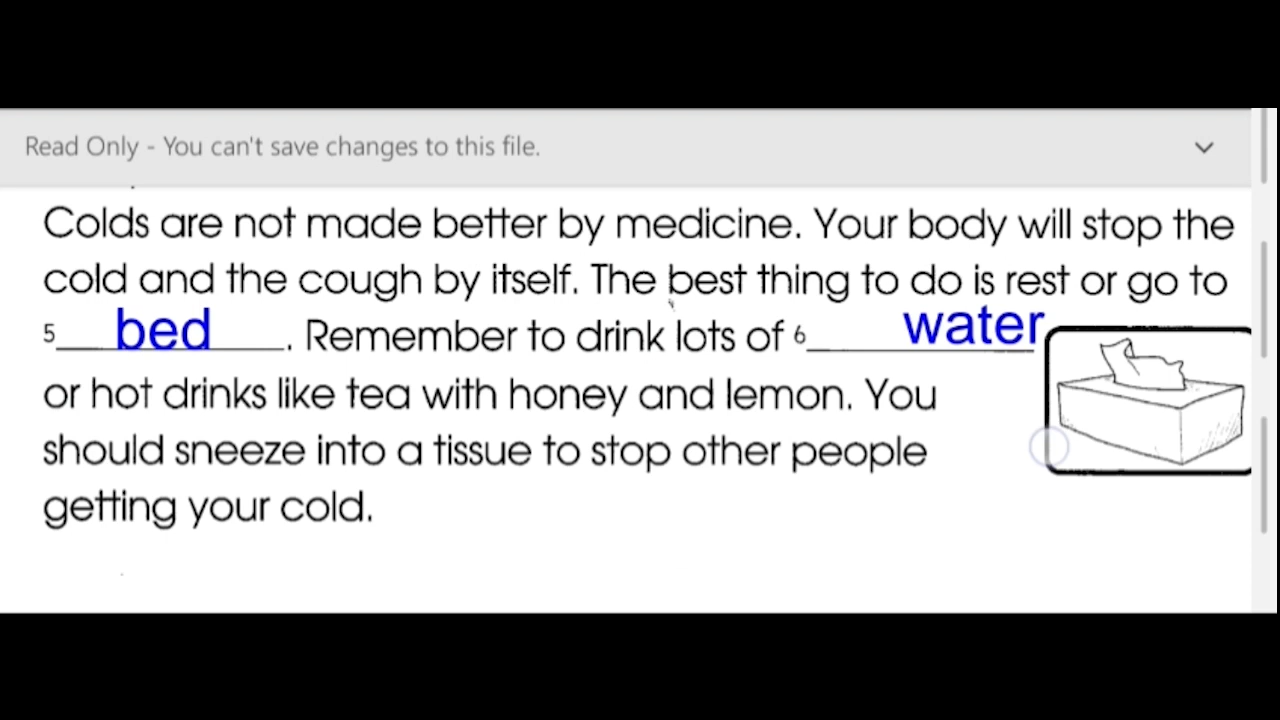 Read Only - You can't save changes to this file.
Colds are not made better by medicine. Your body will stop the
cold and the cough by itself. The best thing to do is rest or go to
5 bed . Remember to drink lots of 6 water
or hot drinks like tea with honey and lemon. You
should sneeze into a tissue to stop other people
getting your cold.